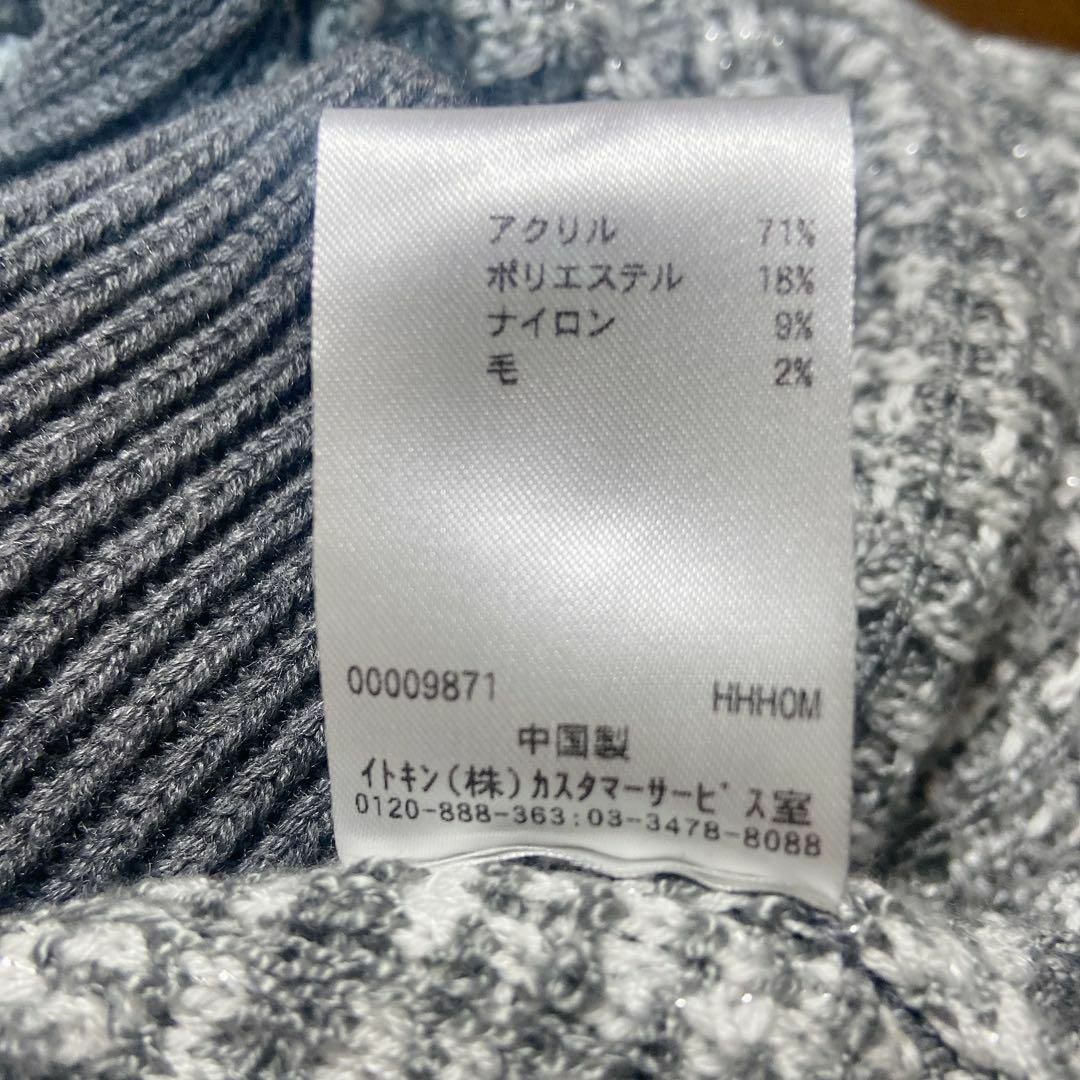 アクリル 71%
ポリエステル 18%
ナイロン 9%
毛 2%
00009871 HHHOM
中国製
イトキン(株)カスタマーサービス室
0120-888-363:03-3478-8088